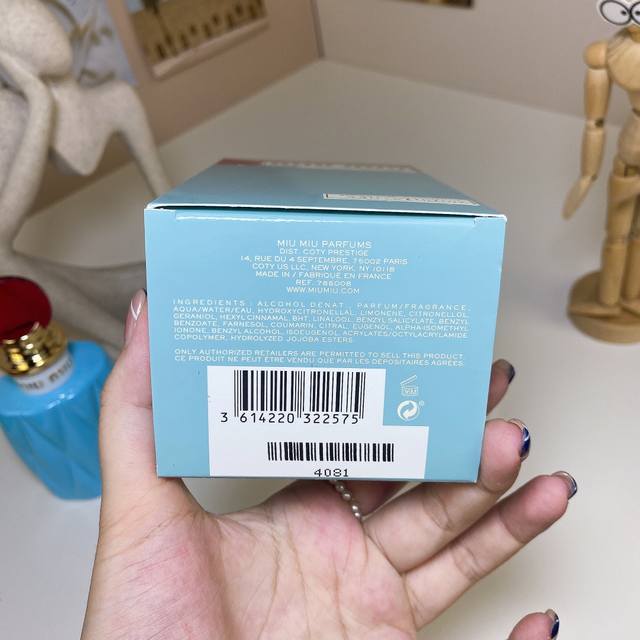 MIU MIU PARFUMS
DIST. COTY PRESTIGE
14, RUE DU 4 SEPTEMBRE, 75002 PARIS
COTY US LLC, NEW YORK, NY 10118
MADE IN / FABRIQUÉ EN FRANCE
REF. 788008
WWW.MIUMIU.COM
INGREDIENTS : ALCOHOL DENAT., PARFUM/FRAGRANCE,
AQUA/WATER/EAU, HYDROXYCITRONELLAL, LIMONENE, CITRONELLOL,
GERANIOL, HEXYL CINNAMAL, BHT, LINALOOL, BENZYL SALICYLATE, BENZYL
BENZOATE, FARNESOL, COUMARIN, CITRAL, EUGENOL, ALPHA-ISOMETHYL
IONONE, BENZYL ALCOHOL, ISOEUGENOL, ACRYLATES/OCTYLACRYLAMIDE
COPOLYMER, HYDROLYZED JOJOBA ESTERS.
ONLY AUTHORIZED RETAILERS ARE PERMITTED TO SELL THIS PRODUCT.
CE PRODUIT NE PEUT ÊTRE VENDU QUE PAR LES DÉPOSITAIRES AGRÉÉS.
3 614220 322575
4081